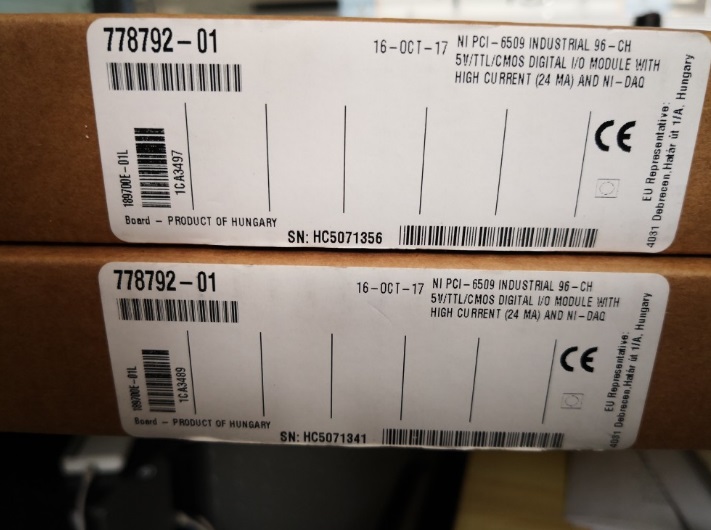 778792-01
16-OCT-17 NI PCI-6509 INDUSTRIAL 96-CH
5V/TTL/CMOS DIGITAL I/O MODULE WITH
HIGH CURRENT (24 MA) AND NI-DAQ
189700E-01L
1CA3497
CE
EU Representative:
4031 Debrecen,Határ út 1/A, Hungary
Board - PRODUCT OF HUNGARY
SN: HC5071356
778792-01
16-OCT-17 NI PCI-6509 INDUSTRIAL 96-CH
5V/TTL/CMOS DIGITAL I/O MODULE WITH
HIGH CURRENT (24 MA) AND NI-DAQ
189700E-01L
1CA3489
CE
EU Representative:
4031 Debrecen,Határ út 1/A, Hungary
Board - PRODUCT OF HUNGARY
SN: HC5071341